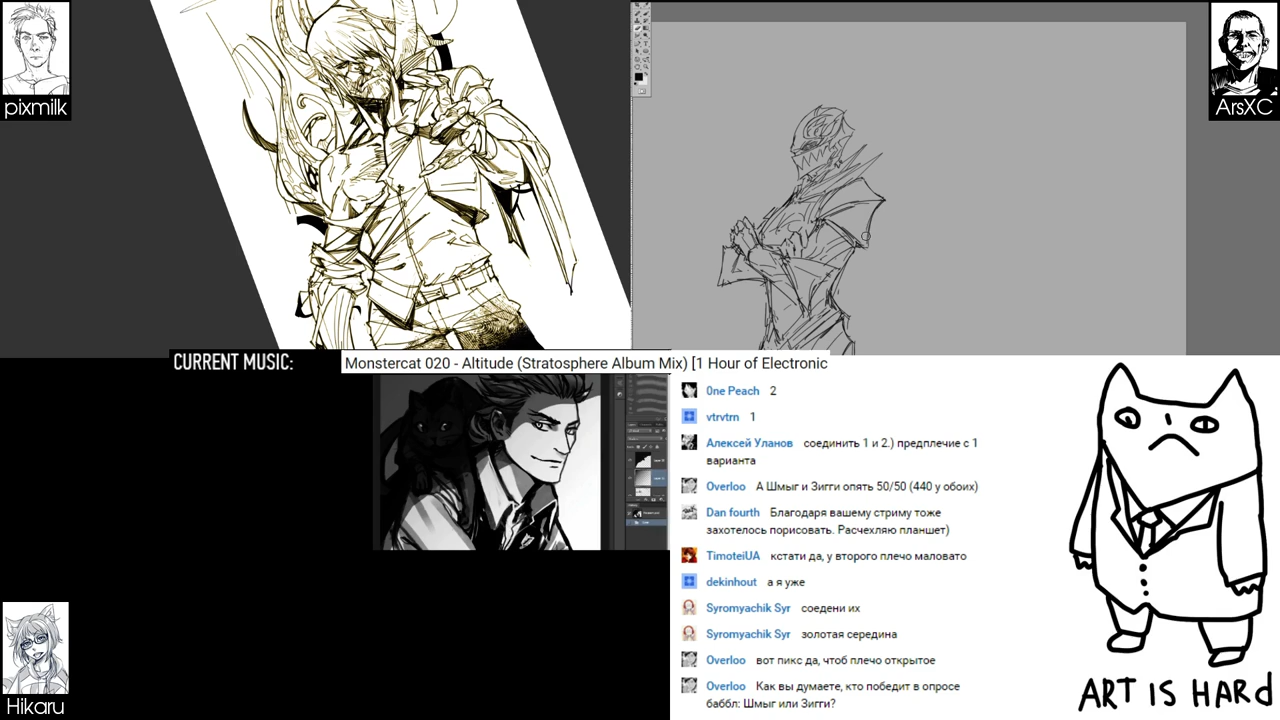 pixmilk
ArsXC
CURRENT MUSIC:
Monstercat 020 - Altitude (Stratosphere Album Mix) [1 Hour of Electronic
0ne Peach 2
vtrvtrn 1
Алексей Уланов соединить 1 и 2.) предплечие с 1
варианта
Overloo А Шмыг и Зигги опять 50/50 (440 у обоих)
Dan fourth Благодаря вашему стриму тоже
захотелось порисовать. Расчехляю планшет)
TimoteiUA кстати да, у второго плечо маловато
dekinhout а я уже
Syromyachik Syr соедени их
Syromyachik Syr золотая середина
Overloo вот пикс да, чтоб плечо открытое
Overloo Как вы думаете, кто победит в опросе
баббл: Шмыг или Зигги?
Hikaru
ART IS HARd